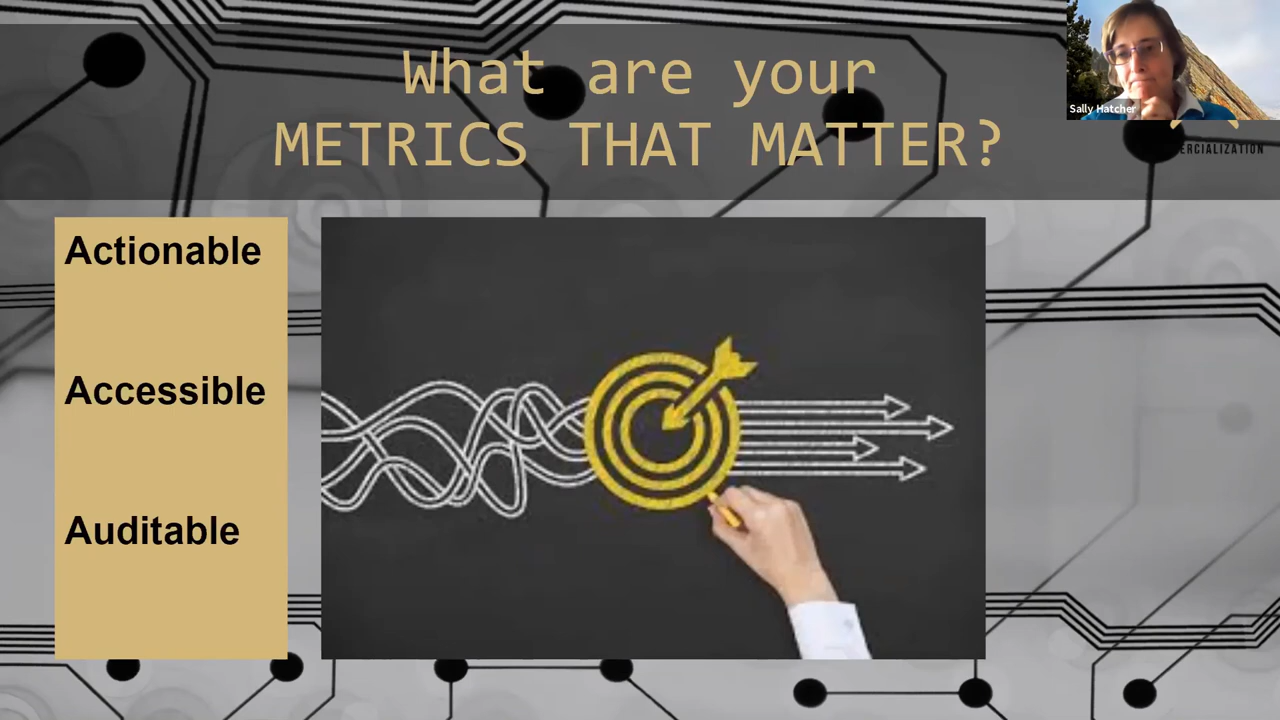 What are your
METRICS THAT MATTER?
Sally Hatcher
Actionable
Accessible
Auditable